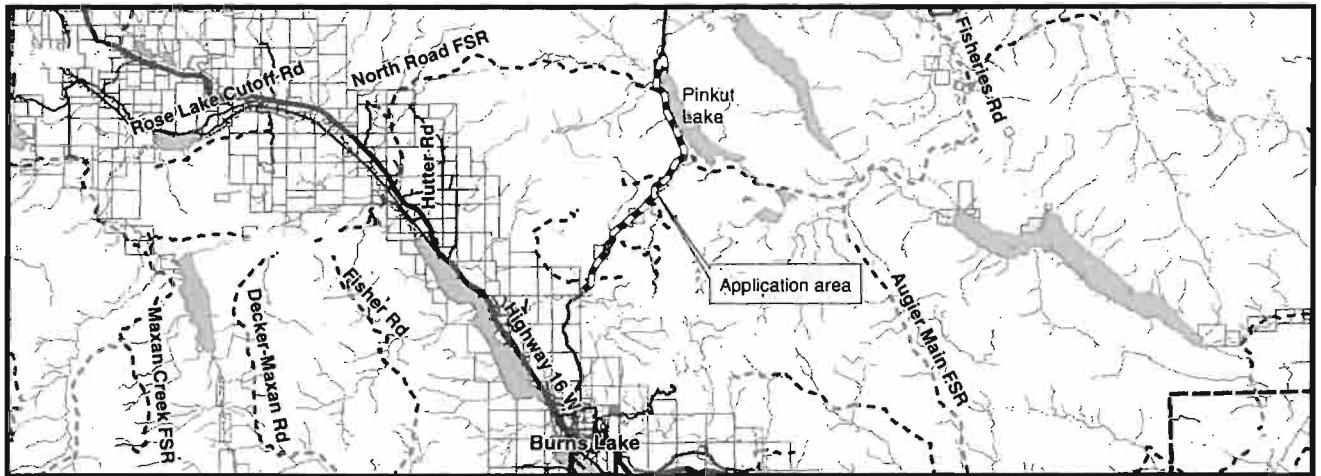 Rose Lake Cutoff Rd
North Road FSR
Hutter Rd
Pinkut
Lake
Fisheries Rd
Application area
Maxan Creek FSR
Decker-Maxan Rd
Fisher Rd
Highway 16 W
Augier Main FSR
Burns Lake